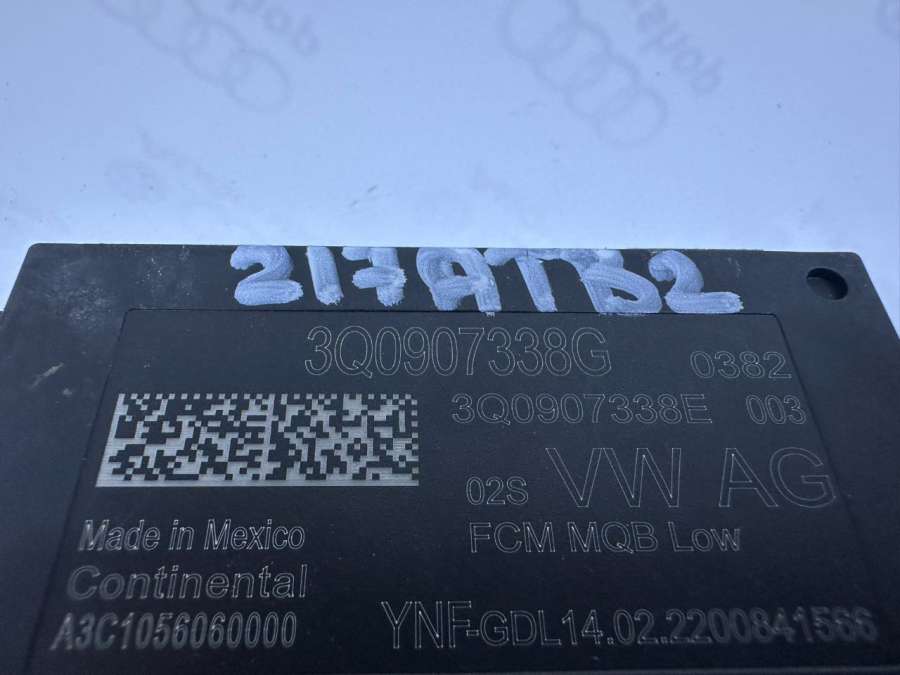 217ATB2
3Q0907338G 0382
3Q0907338E 003
02S VW AG
FCM MQB Low
Made in Mexico
Continental
A3C1056060000
YNF-GDL14.02.2200841566